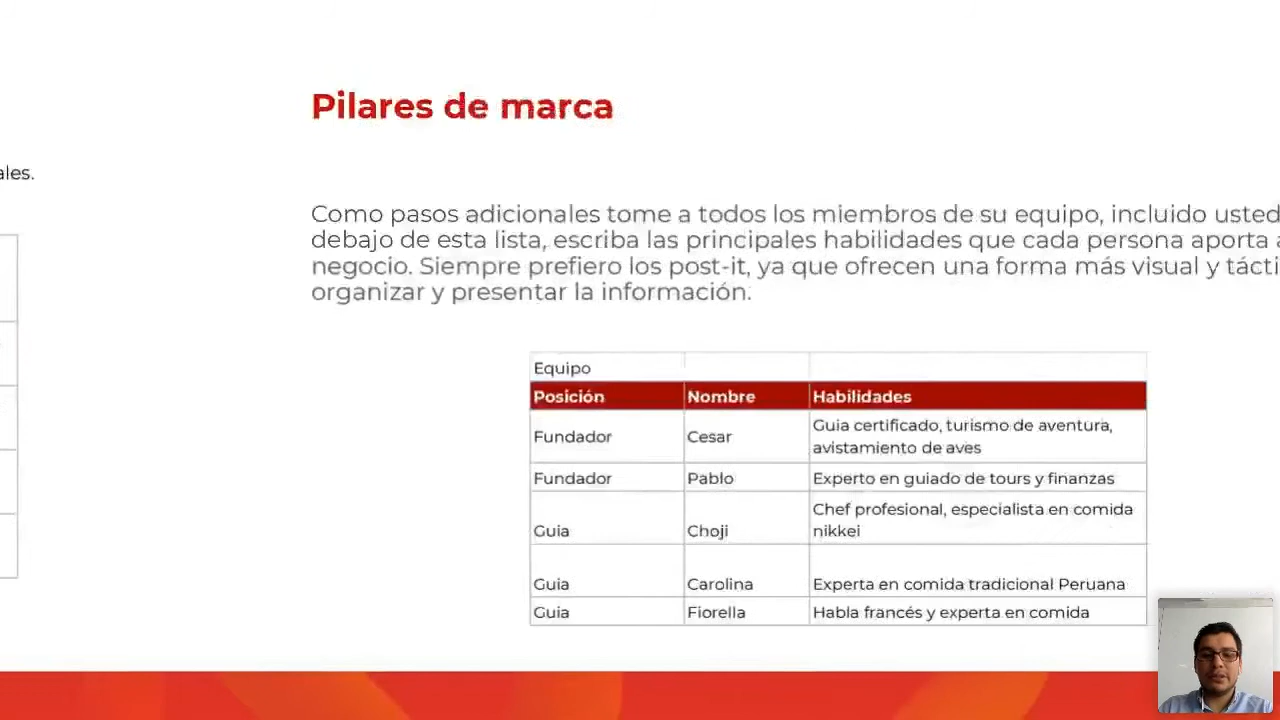 Pilares de marca
ales.
Como pasos adicionales tome a todos los miembros de su equipo, incluido usted
debajo de esta lista, escriba las principales habilidades que cada persona aporta a
negocio. Siempre prefiero los post-it, ya que ofrecen una forma más visual y tácti
organizar y presentar la información.
Equipo
Posición Nombre Habilidades
Fundador Cesar Guia certificado, turismo de aventura,
avistamiento de aves
Fundador Pablo Experto en guiado de tours y finanzas
Guia Choji Chef profesional, especialista en comida
nikkei
Guia Carolina Experta en comida tradicional Peruana
Guia Fiorella Habla francés y experta en comida